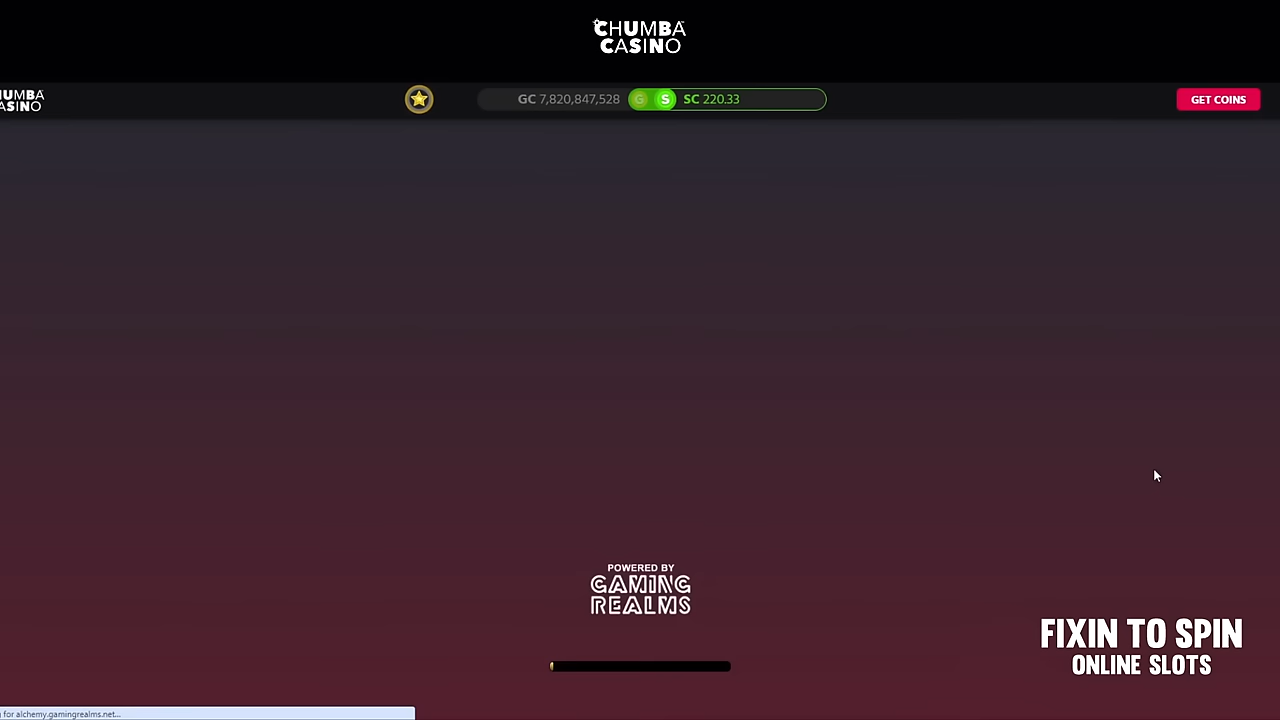 CHUMBA
CASINO
UMBA
ASINO
GC 7,820,847,528
G
S
SC 220.33
GET COINS
POWERED BY
GAMING
REALMS
FIXIN TO SPIN
ONLINE SLOTS
for alchemy.gamingrealms.net...